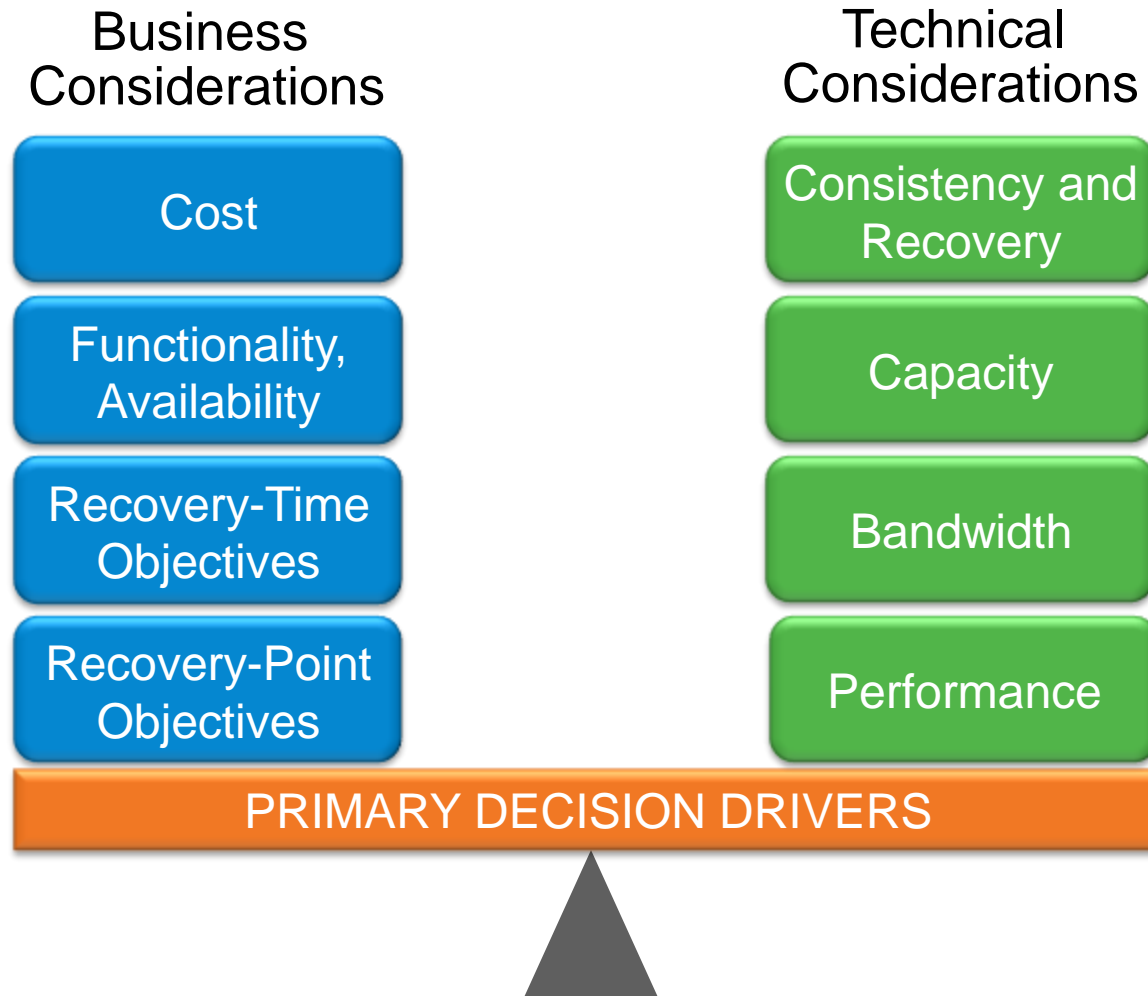 Business
Considerations
Cost
Functionality,
Availability
Recovery-Time
Objectives
Recovery-Point
Objectives
Technical
Considerations
Consistency and
Recovery
Capacity
Bandwidth
Performance
PRIMARY DECISION DRIVERS